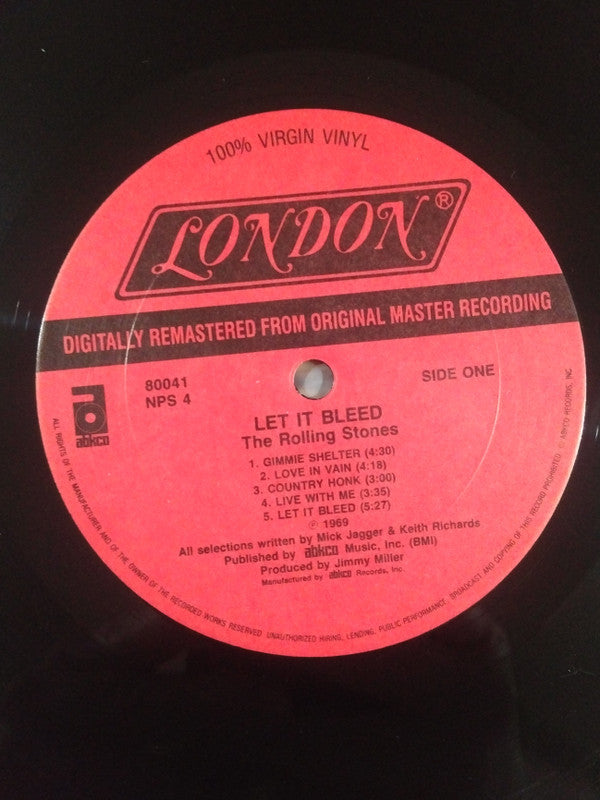 100% VIRGIN VINYL
LONDON®
DIGITALLY REMASTERED FROM ORIGINAL MASTER RECORDING
80041
NPS 4
SIDE ONE
abkco
LET IT BLEED
The Rolling Stones
1. GIMMIE SHELTER (4:30)
2. LOVE IN VAIN (4:18)
3. COUNTRY HONK (3:00)
4. LIVE WITH ME (3:35)
5. LET IT BLEED (5:27)
℗ 1969
All selections written by Mick Jagger & Keith Richards
Published by abkco Music, Inc. (BMI)
Produced by Jimmy Miller
Manufactured by abkco Records, Inc.
ALL RIGHTS OF THE MANUFACTURER AND OF THE OWNER OF THE RECORDED WORKS RESERVED UNAUTHORIZED HIRING, LENDING, PUBLIC PERFORMANCE, BROADCAST AND COPYING OF THIS RECORD PROHIBITED © ABKCO RECORDS, INC